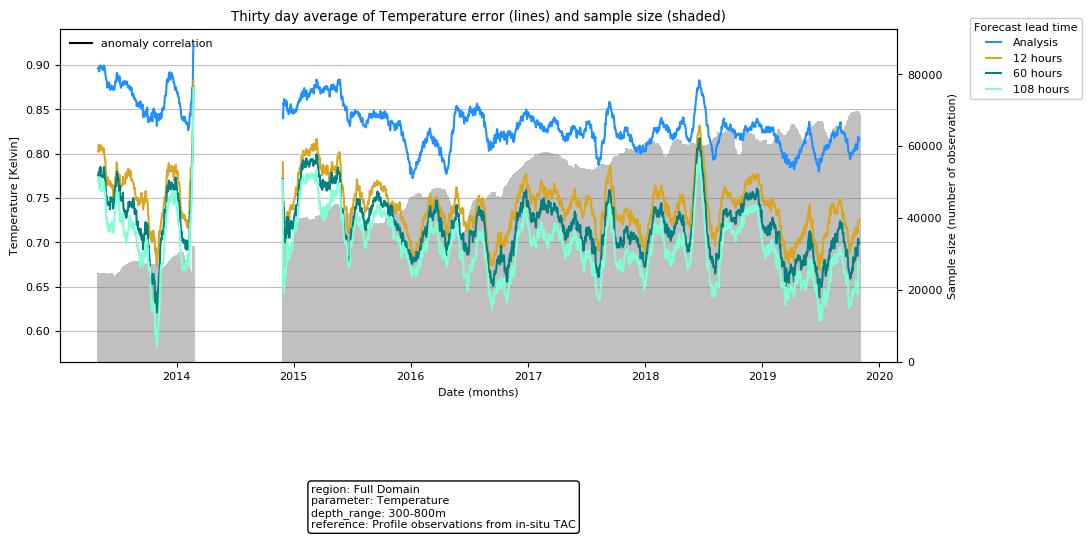 Thirty day average of Temperature error (lines) and sample size (shaded)
anomaly correlation
Forecast lead time
Analysis
12 hours
60 hours
108 hours
Temperature [Kelvin]
0.90
0.85
0.80
0.75
0.70
0.65
0.60
80000
60000
40000
20000
0
Sample size (number of observation)
2014 2015 2016 2017 2018 2019 2020
Date (months)
region: Full Domain
parameter: Temperature
depth_range: 300-800m
reference: Profile observations from in-situ TAC